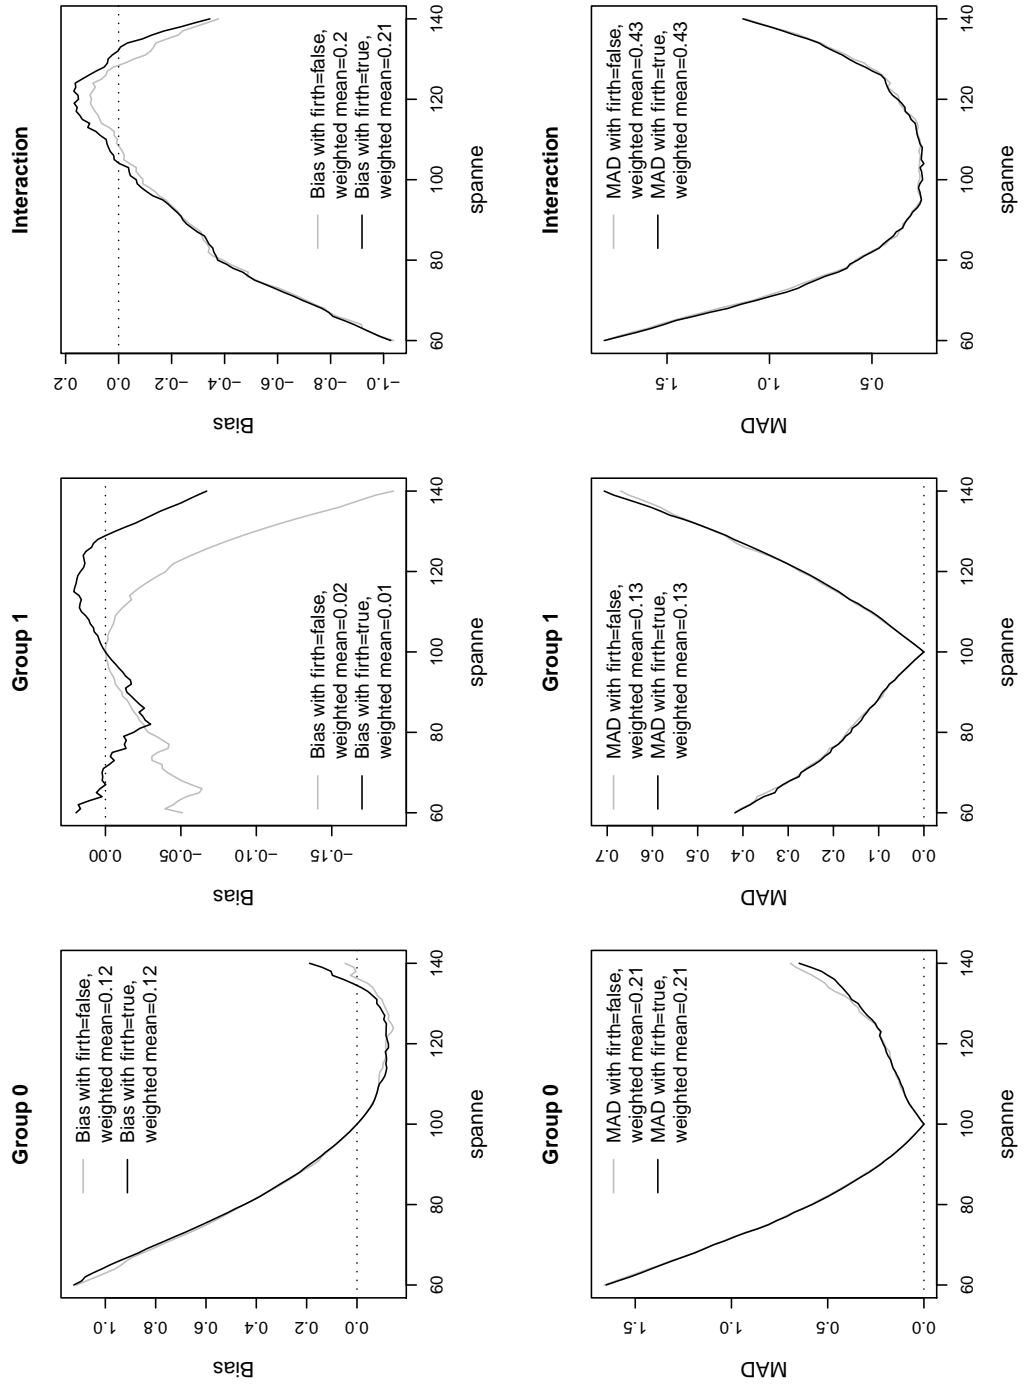 Group 0
Bias with firth=false,
weighted mean=0.12
Bias with firth=true,
weighted mean=0.12
1.0
0.8
0.6
0.4
0.2
0.0
Bias
60 80 100 120 140
spanne
Group 1
Bias with firth=false,
weighted mean=0.02
Bias with firth=true,
weighted mean=0.01
0.00
−0.05
−0.10
−0.15
Bias
60 80 100 120 140
spanne
Interaction
Bias with firth=false,
weighted mean=0.2
Bias with firth=true,
weighted mean=0.21
0.2
0.0
−0.2
−0.4
−0.6
−0.8
−1.0
Bias
60 80 100 120 140
spanne
Group 0
MAD with firth=false,
weighted mean=0.21
MAD with firth=true,
weighted mean=0.21
1.5
1.0
0.5
0.0
MAD
60 80 100 120 140
spanne
Group 1
MAD with firth=false,
weighted mean=0.13
MAD with firth=true,
weighted mean=0.13
0.7
0.6
0.5
0.4
0.3
0.2
0.1
0.0
MAD
60 80 100 120 140
spanne
Interaction
MAD with firth=false,
weighted mean=0.43
MAD with firth=true,
weighted mean=0.43
1.5
1.0
0.5
MAD
60 80 100 120 140
spanne